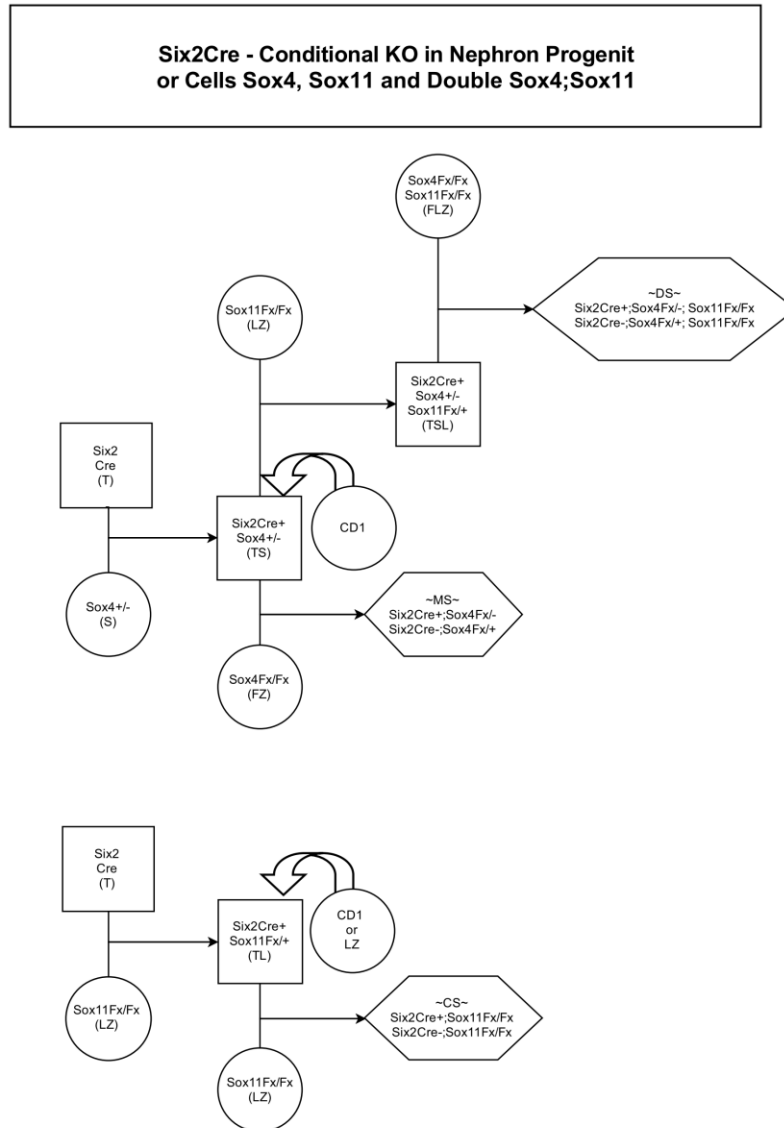 Six2Cre - Conditional KO in Nephron Progenit
or Cells Sox4, Sox11 and Double Sox4;Sox11
Sox4Fx/Fx
Sox11Fx/Fx
(FLZ)
~DS~
Six2Cre+;Sox4Fx/-; Sox11Fx/Fx
Six2Cre-;Sox4Fx/+; Sox11Fx/Fx
Sox11Fx/Fx
(LZ)
Six2Cre+
Sox4+/-
Sox11Fx/+
(TSL)
Six2
Cre
(T)
Six2Cre+
Sox4+/-
(TS)
CD1
Sox4+/-
(S)
~MS~
Six2Cre+;Sox4Fx/-
Six2Cre-;Sox4Fx/+
Sox4Fx/Fx
(FZ)
Six2
Cre
(T)
Six2Cre+
Sox11Fx/+
(TL)
CD1
or
LZ
Sox11Fx/Fx
(LZ)
~CS~
Six2Cre+;Sox11Fx/Fx
Six2Cre-;Sox11Fx/Fx
Sox11Fx/Fx
(LZ)